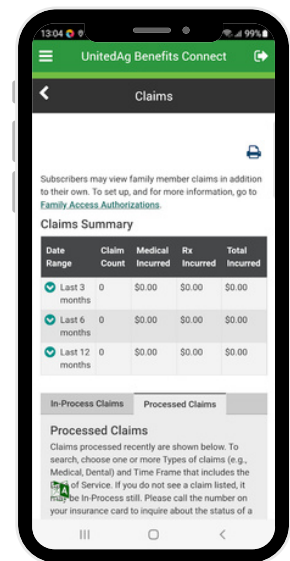 13:04 99%
UnitedAg Benefits Connect
Claims
Subscribers may view family member claims in addition
to their own. To set up, and for more information, go to
Family Access Authorizations.
Claims Summary
Date Range Claim Count Medical Incurred Rx Incurred Total Incurred
Last 3 months 0 $0.00 $0.00 $0.00
Last 6 months 0 $0.00 $0.00 $0.00
Last 12 months 0 $0.00 $0.00 $0.00
In-Process Claims Processed Claims
Processed Claims
Claims processed recently are shown below. To
search, choose one or more Types of claims (e.g.,
Medical, Dental) and Time Frame that includes the
of Service. If you do not see a claim listed, it
may be In-Process still. Please call the number on
your insurance card to inquire about the status of a